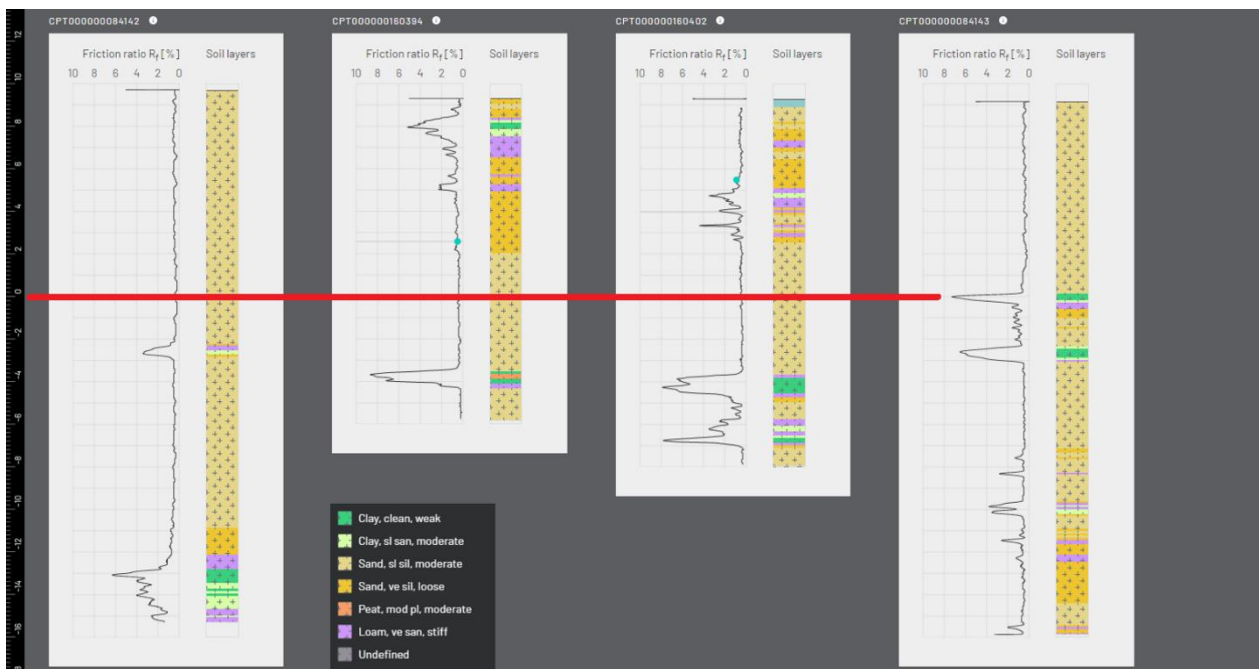 CPT000000084142
CPT000000160394
CPT000000160402
CPT000000084143
Friction ratio Rf [%] Soil layers
10 8 6 4 2 0
Friction ratio Rf [%] Soil layers
10 8 6 4 2 0
Friction ratio Rf [%] Soil layers
10 8 6 4 2 0
Friction ratio Rf [%] Soil layers
10 8 6 4 2 0
12
10
8
6
4
2
0
-2
-4
-6
-8
-10
-12
-14
-16
Clay, clean, weak
Clay, sl san, moderate
Sand, sl sil, moderate
Sand, ve sil, loose
Peat, mod pl, moderate
Loam, ve san, stiff
Undefined